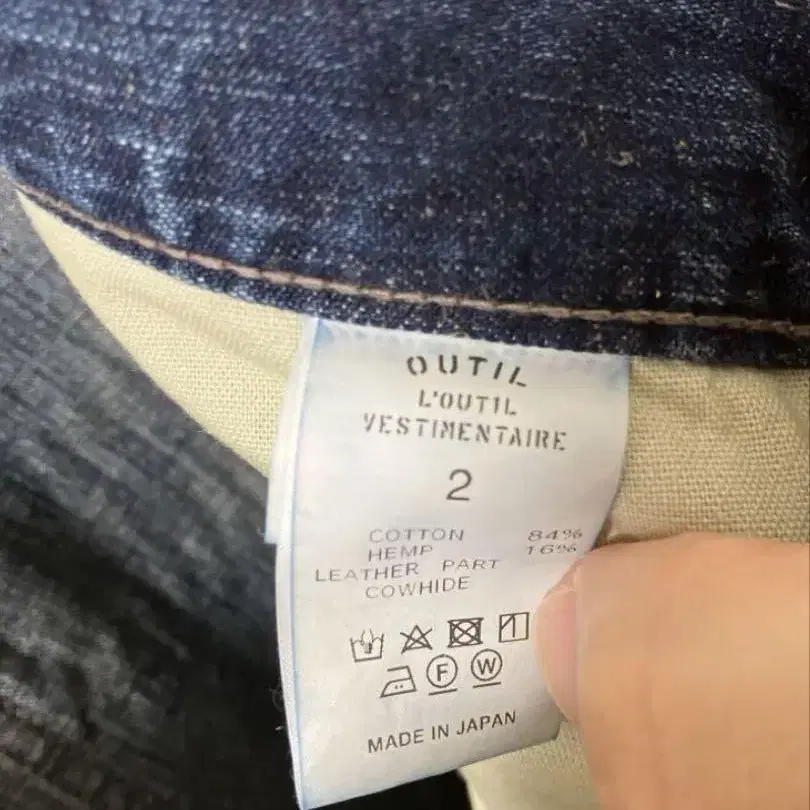 OUTIL
L'OUTIL
VESTIMENTAIRE
2
COTTON 84%
HEMP 16%
LEATHER PART
COWHIDE
F W
MADE IN JAPAN